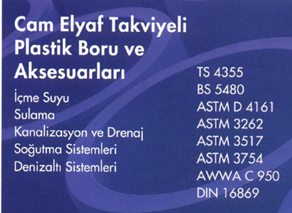 Cam Elyaf Takviyeli
Plastik Boru ve
Aksesuarları
İçme Suyu
Sulama
Kanalizasyon ve Drenaj
Soğutma Sistemleri
Denizaltı Sistemleri
TS 4355
BS 5480
ASTM D 4161
ASTM 3262
ASTM 3517
ASTM 3754
AWWA C 950
DIN 16869